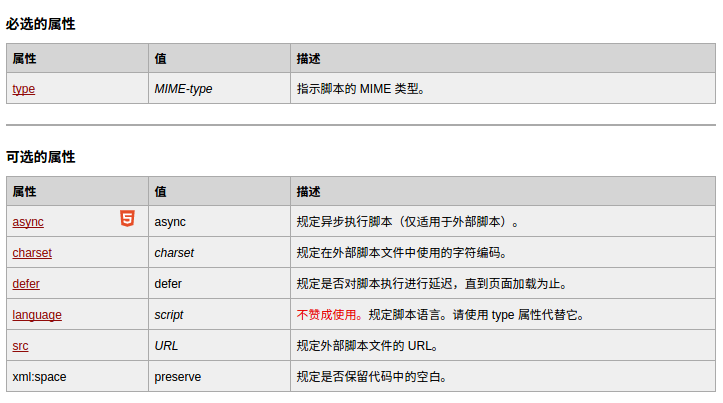 必选的属性
属性 值 描述
type MIME-type 指示脚本的 MIME 类型。
可选的属性
属性 值 描述
async 5 async 规定异步执行脚本（仅适用于外部脚本）。
charset charset 规定在外部脚本文件中使用的字符编码。
defer defer 规定是否对脚本执行进行延迟，直到页面加载为止。
language script 不赞成使用。规定脚本语言。请使用 type 属性代替它。
src URL 规定外部脚本文件的 URL。
xml:space preserve 规定是否保留代码中的空白。